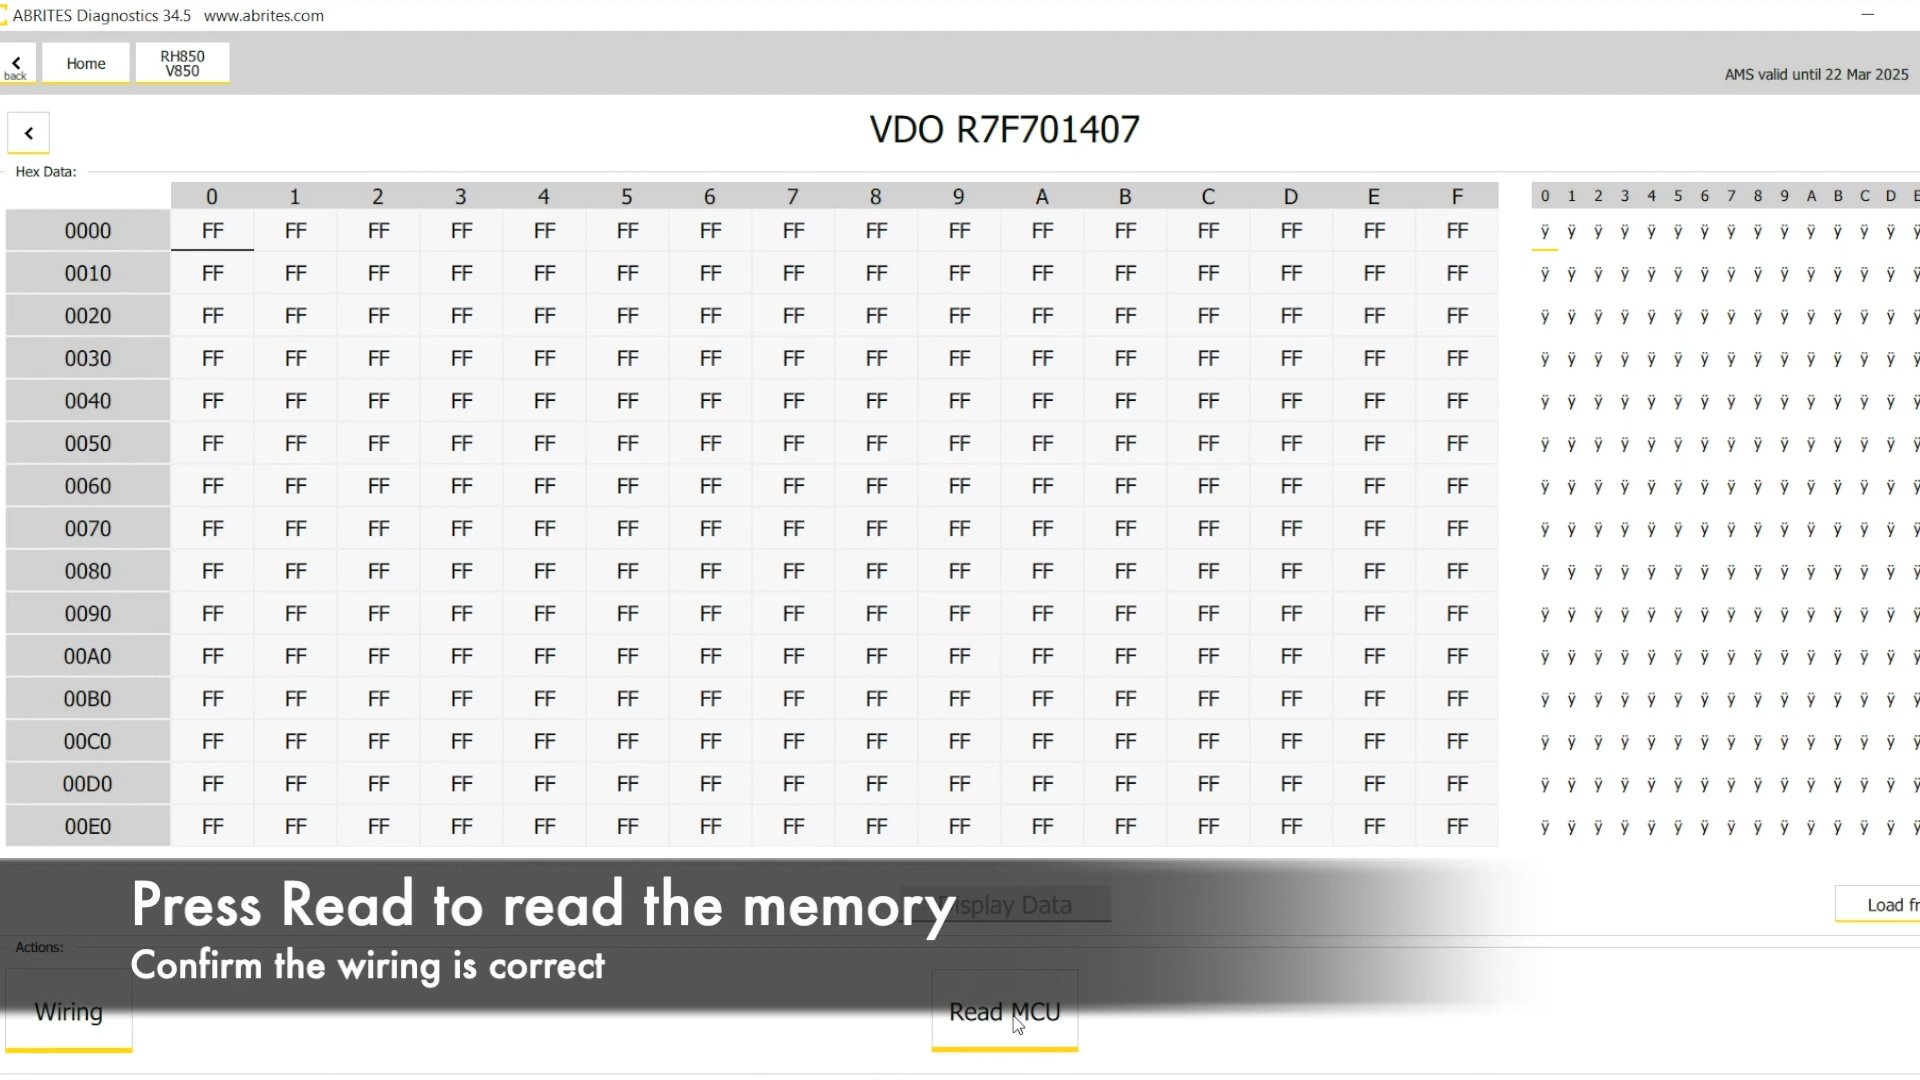 ABRITES Diagnostics 34.5 www.abrites.com
back
Home
RH850
V850
AMS valid until 22 Mar 2025
VDO R7F701407
Hex Data:
0 1 2 3 4 5 6 7 8 9 A B C D E F 0 1 2 3 4 5 6 7 8 9 A B C D E
0000 FF FF FF FF FF FF FF FF FF FF FF FF FF FF FF FF ÿ ÿ ÿ ÿ ÿ ÿ ÿ ÿ ÿ ÿ ÿ ÿ ÿ ÿ ÿ
0010 FF FF FF FF FF FF FF FF FF FF FF FF FF FF FF FF ÿ ÿ ÿ ÿ ÿ ÿ ÿ ÿ ÿ ÿ ÿ ÿ ÿ ÿ ÿ
0020 FF FF FF FF FF FF FF FF FF FF FF FF FF FF FF FF ÿ ÿ ÿ ÿ ÿ ÿ ÿ ÿ ÿ ÿ ÿ ÿ ÿ ÿ ÿ
0030 FF FF FF FF FF FF FF FF FF FF FF FF FF FF FF FF ÿ ÿ ÿ ÿ ÿ ÿ ÿ ÿ ÿ ÿ ÿ ÿ ÿ ÿ ÿ
0040 FF FF FF FF FF FF FF FF FF FF FF FF FF FF FF FF ÿ ÿ ÿ ÿ ÿ ÿ ÿ ÿ ÿ ÿ ÿ ÿ ÿ ÿ ÿ
0050 FF FF FF FF FF FF FF FF FF FF FF FF FF FF FF FF ÿ ÿ ÿ ÿ ÿ ÿ ÿ ÿ ÿ ÿ ÿ ÿ ÿ ÿ ÿ
0060 FF FF FF FF FF FF FF FF FF FF FF FF FF FF FF FF ÿ ÿ ÿ ÿ ÿ ÿ ÿ ÿ ÿ ÿ ÿ ÿ ÿ ÿ ÿ
0070 FF FF FF FF FF FF FF FF FF FF FF FF FF FF FF FF ÿ ÿ ÿ ÿ ÿ ÿ ÿ ÿ ÿ ÿ ÿ ÿ ÿ ÿ ÿ
0080 FF FF FF FF FF FF FF FF FF FF FF FF FF FF FF FF ÿ ÿ ÿ ÿ ÿ ÿ ÿ ÿ ÿ ÿ ÿ ÿ ÿ ÿ ÿ
0090 FF FF FF FF FF FF FF FF FF FF FF FF FF FF FF FF ÿ ÿ ÿ ÿ ÿ ÿ ÿ ÿ ÿ ÿ ÿ ÿ ÿ ÿ ÿ
00A0 FF FF FF FF FF FF FF FF FF FF FF FF FF FF FF FF ÿ ÿ ÿ ÿ ÿ ÿ ÿ ÿ ÿ ÿ ÿ ÿ ÿ ÿ ÿ
00B0 FF FF FF FF FF FF FF FF FF FF FF FF FF FF FF FF ÿ ÿ ÿ ÿ ÿ ÿ ÿ ÿ ÿ ÿ ÿ ÿ ÿ ÿ ÿ
00C0 FF FF FF FF FF FF FF FF FF FF FF FF FF FF FF FF ÿ ÿ ÿ ÿ ÿ ÿ ÿ ÿ ÿ ÿ ÿ ÿ ÿ ÿ ÿ
00D0 FF FF FF FF FF FF FF FF FF FF FF FF FF FF FF FF ÿ ÿ ÿ ÿ ÿ ÿ ÿ ÿ ÿ ÿ ÿ ÿ ÿ ÿ ÿ
00E0 FF FF FF FF FF FF FF FF FF FF FF FF FF FF FF FF ÿ ÿ ÿ ÿ ÿ ÿ ÿ ÿ ÿ ÿ ÿ ÿ ÿ ÿ ÿ
Press Read to read the memory
Data
Load
Actions:
Confirm the wiring is correct
Wiring
Read MCU